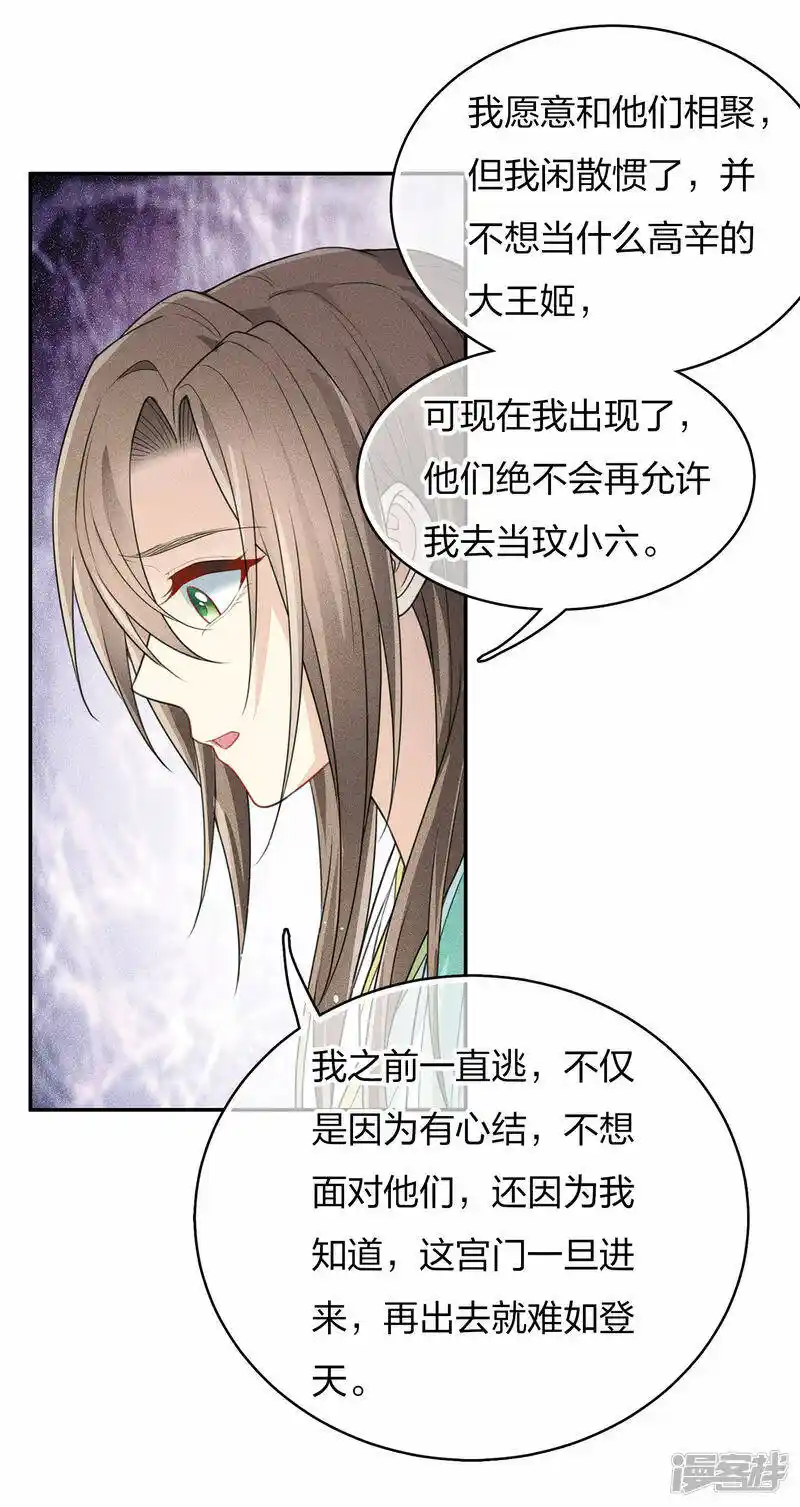 我愿意和他们相聚，
但我闲散惯了，并
不想当什么高辛的
大王姬，
可现在我出现了，
他们绝不会再允许
我去当玟小六。
我之前一直逃，不仅
是因为有心结，不想
面对他们，还因为我
知道，这宫门一旦进
来，再出去就难如登
天。
漫客栈